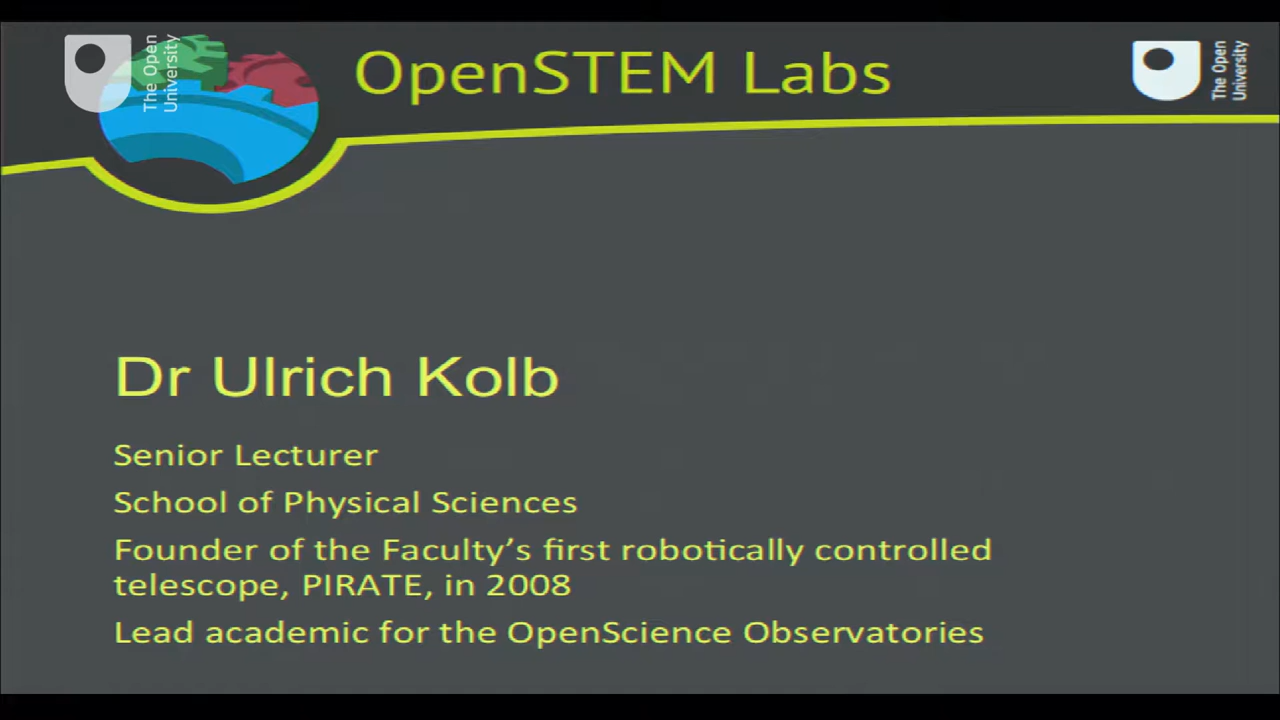 The Open
University
OpenSTEM Labs
The Open
University
Dr Ulrich Kolb
Senior Lecturer
School of Physical Sciences
Founder of the Faculty’s first robotically controlled
telescope, PIRATE, in 2008
Lead academic for the OpenScience Observatories